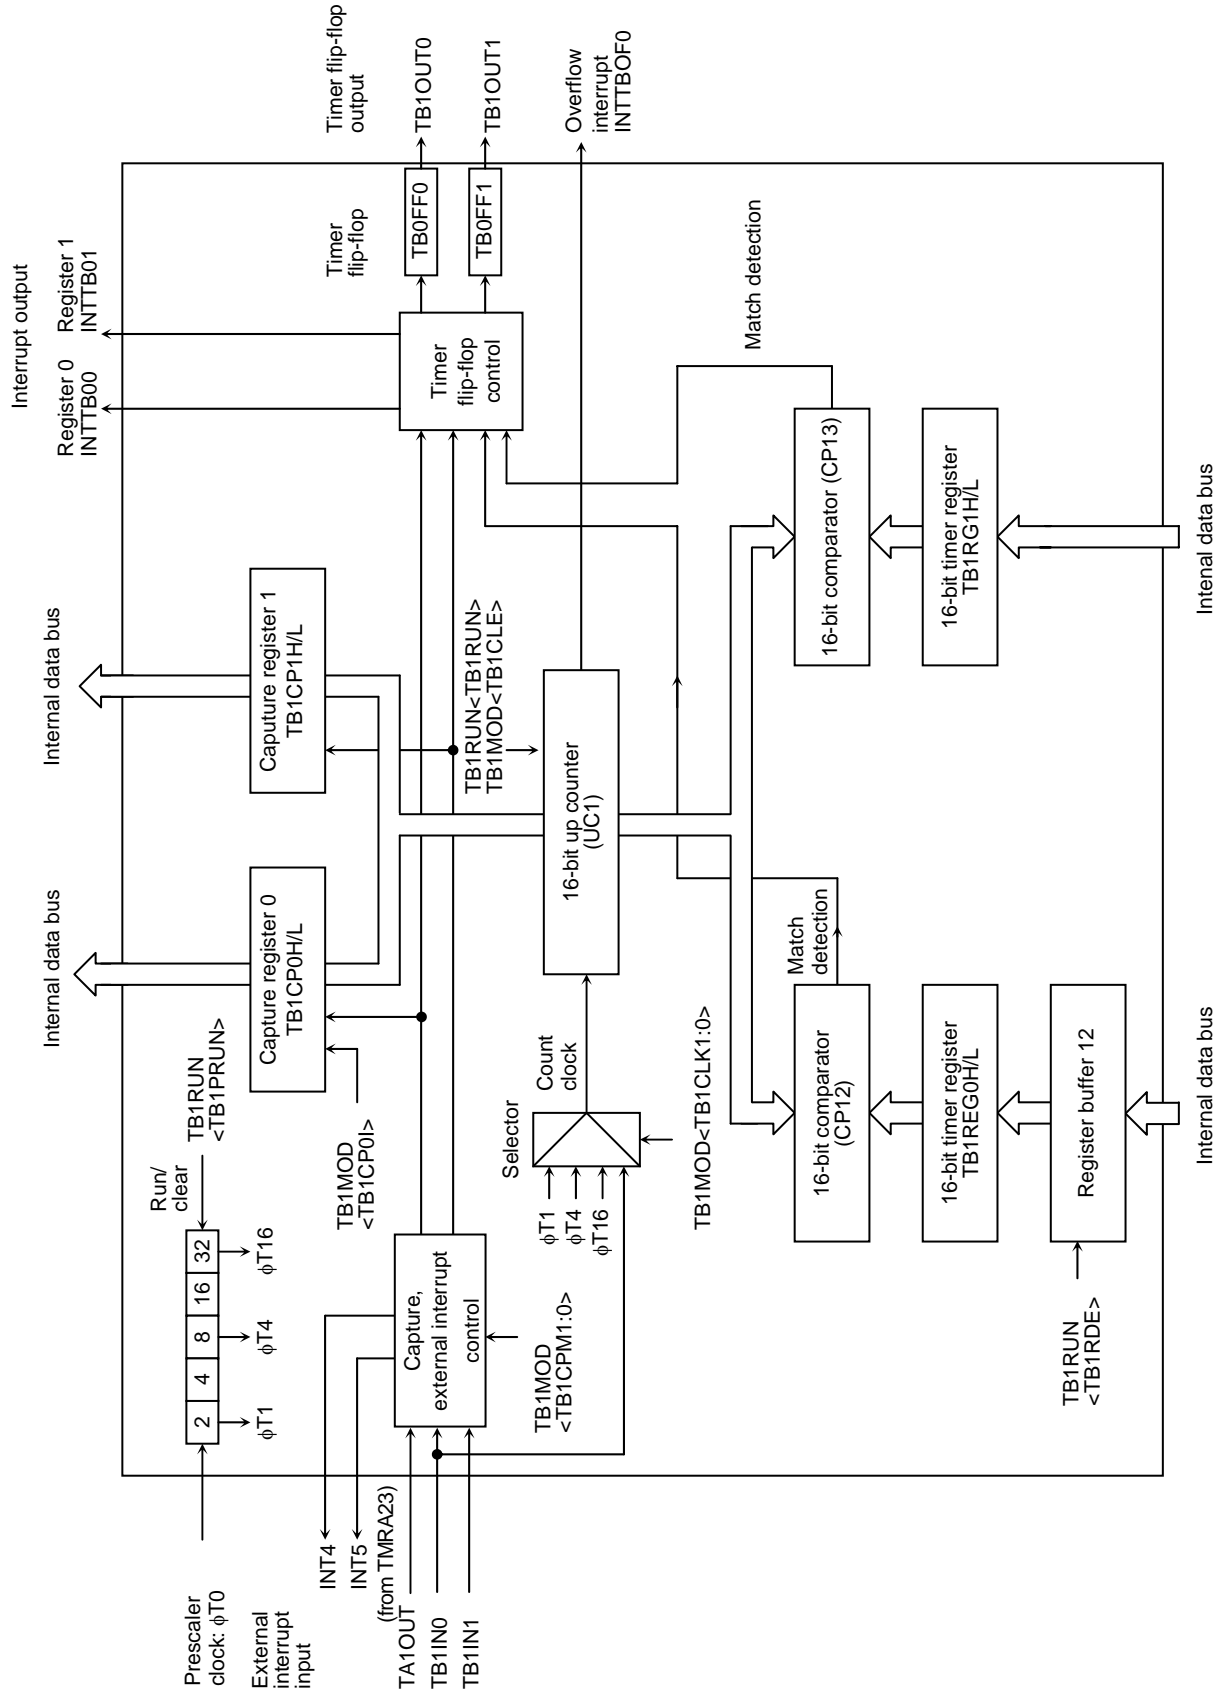 Prescaler
clock: ϕT0
2
4
8
16
32
ϕT1
ϕT4
ϕT16
Run/
clear
TB1RUN
<TB1PRUN>
Internal data bus
Internal data bus
Interrupt output
Register 0
INTTB00
Register 1
INTTB01
External
interrupt
input
INT4
INT5
(from TMRA23)
TA1OUT
TB1IN0
TB1IN1
Capture,
external interrupt
control
TB1MOD
<TB1CPM1:0>
TB1MOD
<TB1CP0I>
Capture register 0
TB1CP0H/L
Caputure register 1
TB1CP1H/L
Timer
flip-flop
control
Timer
flip-flop
TB0FF0
TB0FF1
Timer flip-flop
output
TB1OUT0
TB1OUT1
Selector
ϕT1
ϕT4
ϕT16
Count
clock
TB1MOD<TB1CLK1:0>
TB1RUN<TB1RUN>
TB1MOD<TB1CLE>
16-bit up counter
(UC1)
Overflow
interrupt
INTTBOF0
Match
detection
Match detection
16-bit comparator
(CP12)
16-bit comparator (CP13)
16-bit timer register
TB1REG0H/L
16-bit timer register
TB1RG1H/L
Register buffer 12
TB1RUN
<TB1RDE>
Internal data bus
Intenal data bus